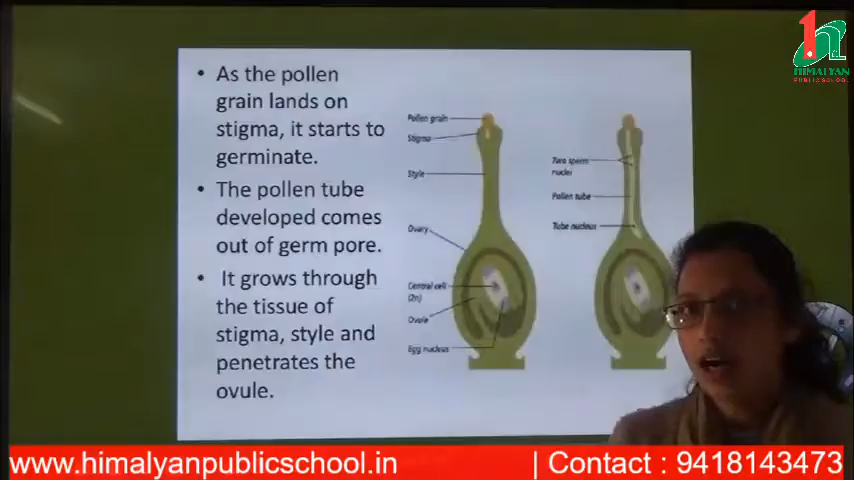 HIMALYAN
PUBLIC SCHOOL
• As the pollen
grain lands on
stigma, it starts to
germinate.
• The pollen tube
developed comes
out of germ pore.
• It grows through
the tissue of
stigma, style and
penetrates the
ovule.
Pollen grain
Stigma
Style
Ovary
Central cell
(2n)
Ovule
Egg nucleus
Two sperm
nuclei
Pollen tube
Tube nucleus
www.himalyanpublicschool.in | Contact : 9418143473